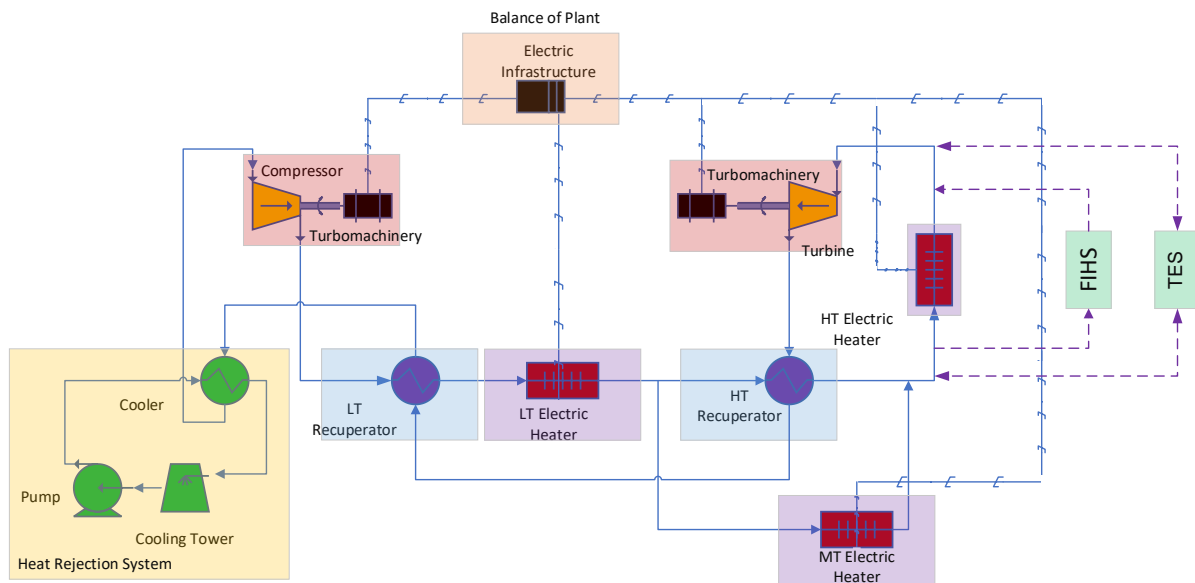 Balance of Plant
Electric
Infrastructure
Compressor
Turbomachinery
Turbomachinery
Turbine
FIHS
TES
HT Electric
Heater
Cooler
LT
Recuperator
LT Electric
Heater
HT
Recuperator
Pump
Cooling Tower
Heat Rejection System
MT Electric
Heater